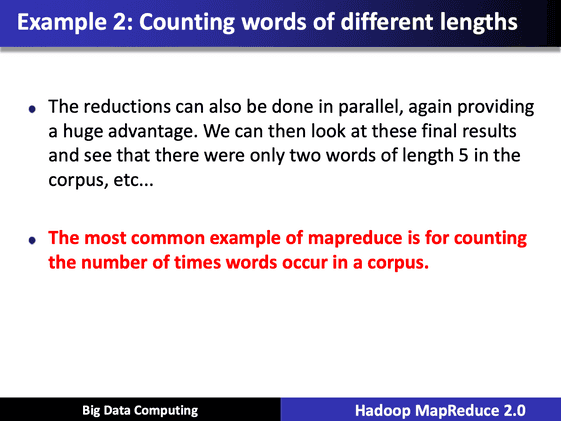 Example 2: Counting words of different lengths
• The reductions can also be done in parallel, again providing
a huge advantage. We can then look at these final results
and see that there were only two words of length 5 in the
corpus, etc...
• The most common example of mapreduce is for counting
the number of times words occur in a corpus.
Big Data Computing
Hadoop MapReduce 2.0